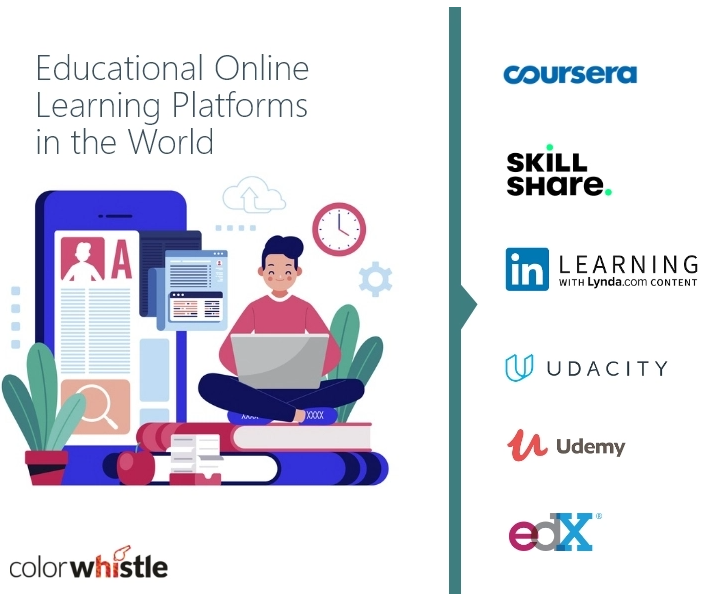 Educational Online
Learning Platforms
in the World
A
XXXX
colorwhistle
coursera
SKILL
SHARE.
in LEARNING
WITH Lynda.com CONTENT
UDACITY
Udemy
edX®